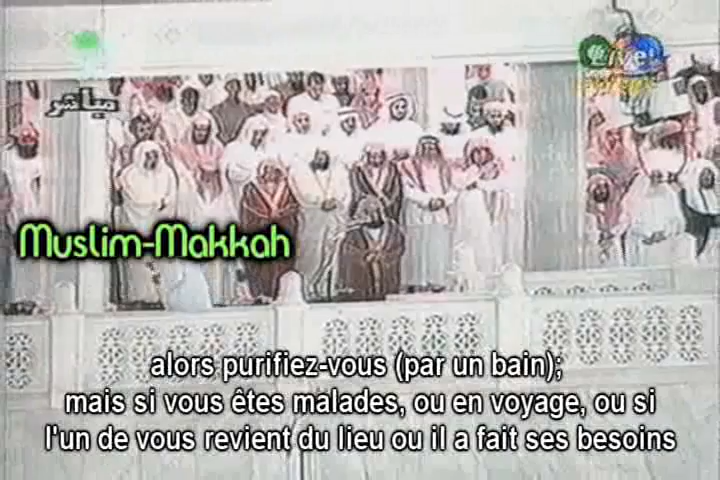 مباشر
Live!
Muslim-Makkah
alors purifiez-vous (par un bain);
mais si vous êtes malades, ou en voyage, ou si
l'un de vous revient du lieu ou il a fait ses besoins